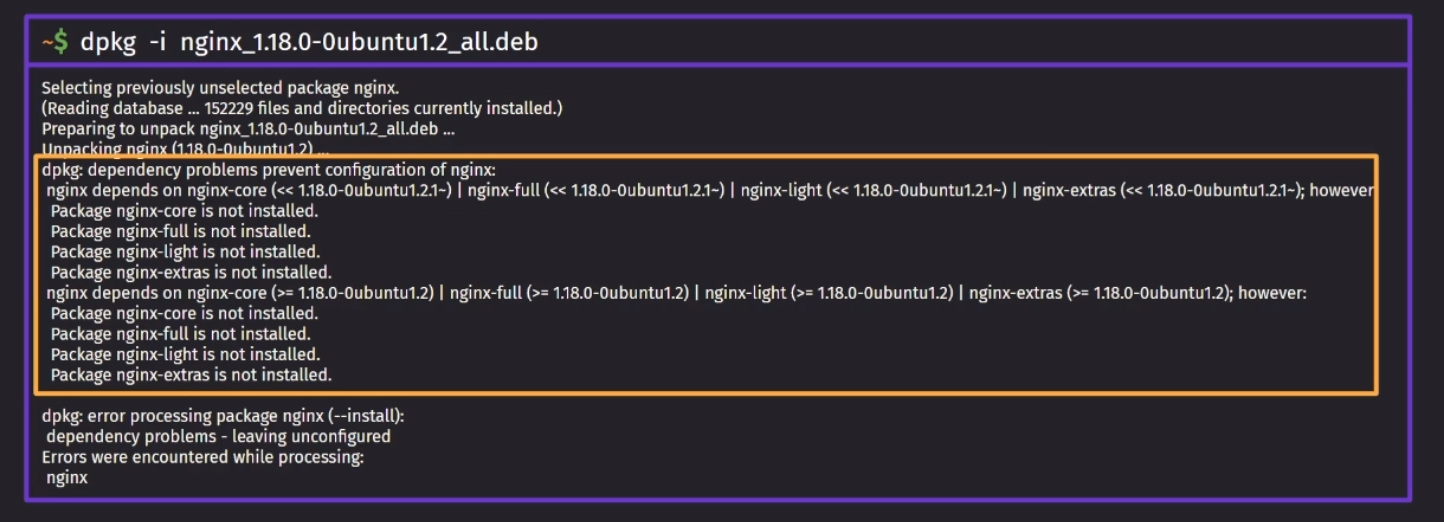 ~$ dpkg -i nginx_1.18.0-0ubuntu1.2_all.deb
Selecting previously unselected package nginx.
(Reading database ... 152229 files and directories currently installed.)
Preparing to unpack nginx_1.18.0-0ubuntu1.2_all.deb ...
Unpacking nginx (1.18.0-0ubuntu1.2) ...
dpkg: dependency problems prevent configuration of nginx:
nginx depends on nginx-core (<< 1.18.0-0ubuntu1.2.1~) | nginx-full (<< 1.18.0-0ubuntu1.2.1~) | nginx-light (<< 1.18.0-0ubuntu1.2.1~) | nginx-extras (<< 1.18.0-0ubuntu1.2.1~); however
Package nginx-core is not installed.
Package nginx-full is not installed.
Package nginx-light is not installed.
Package nginx-extras is not installed.
nginx depends on nginx-core (>= 1.18.0-0ubuntu1.2) | nginx-full (>= 1.18.0-0ubuntu1.2) | nginx-light (>= 1.18.0-0ubuntu1.2) | nginx-extras (>= 1.18.0-0ubuntu1.2); however:
Package nginx-core is not installed.
Package nginx-full is not installed.
Package nginx-light is not installed.
Package nginx-extras is not installed.
dpkg: error processing package nginx (--install):
dependency problems - leaving unconfigured
Errors were encountered while processing:
nginx